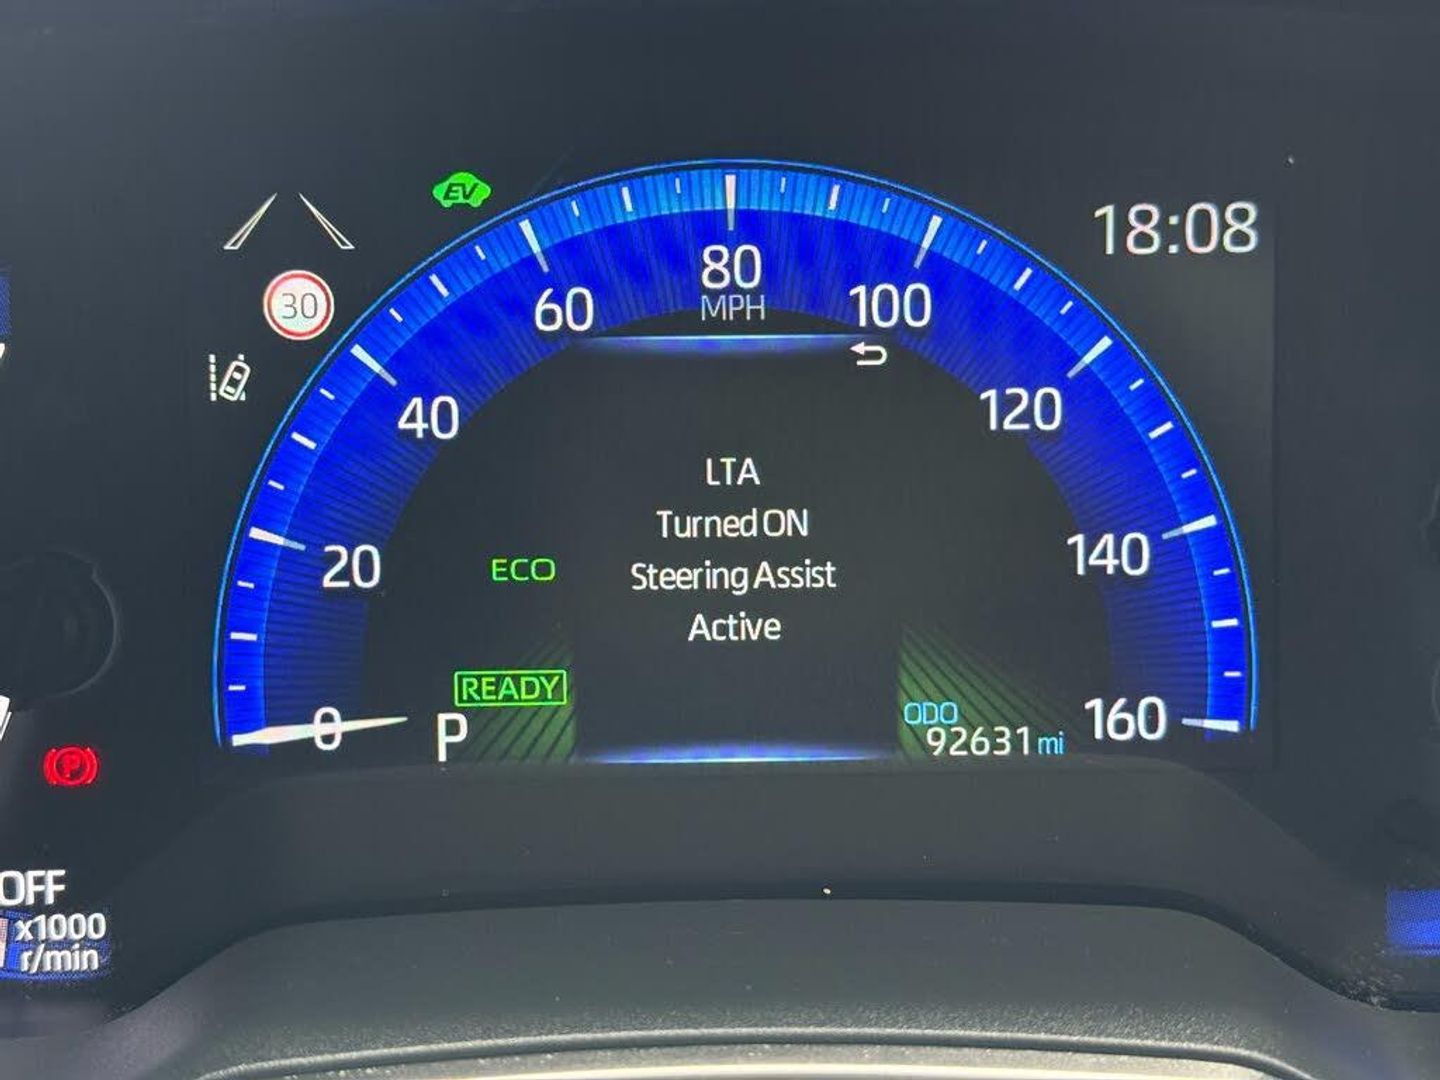 EV
18:08
30
80
MPH
60
100
40
120
LTA
Turned ON
Steering Assist
Active
20
140
ECO
READY
0
P
ODO
92631 mi
160
P
OFF
x1000
r/min